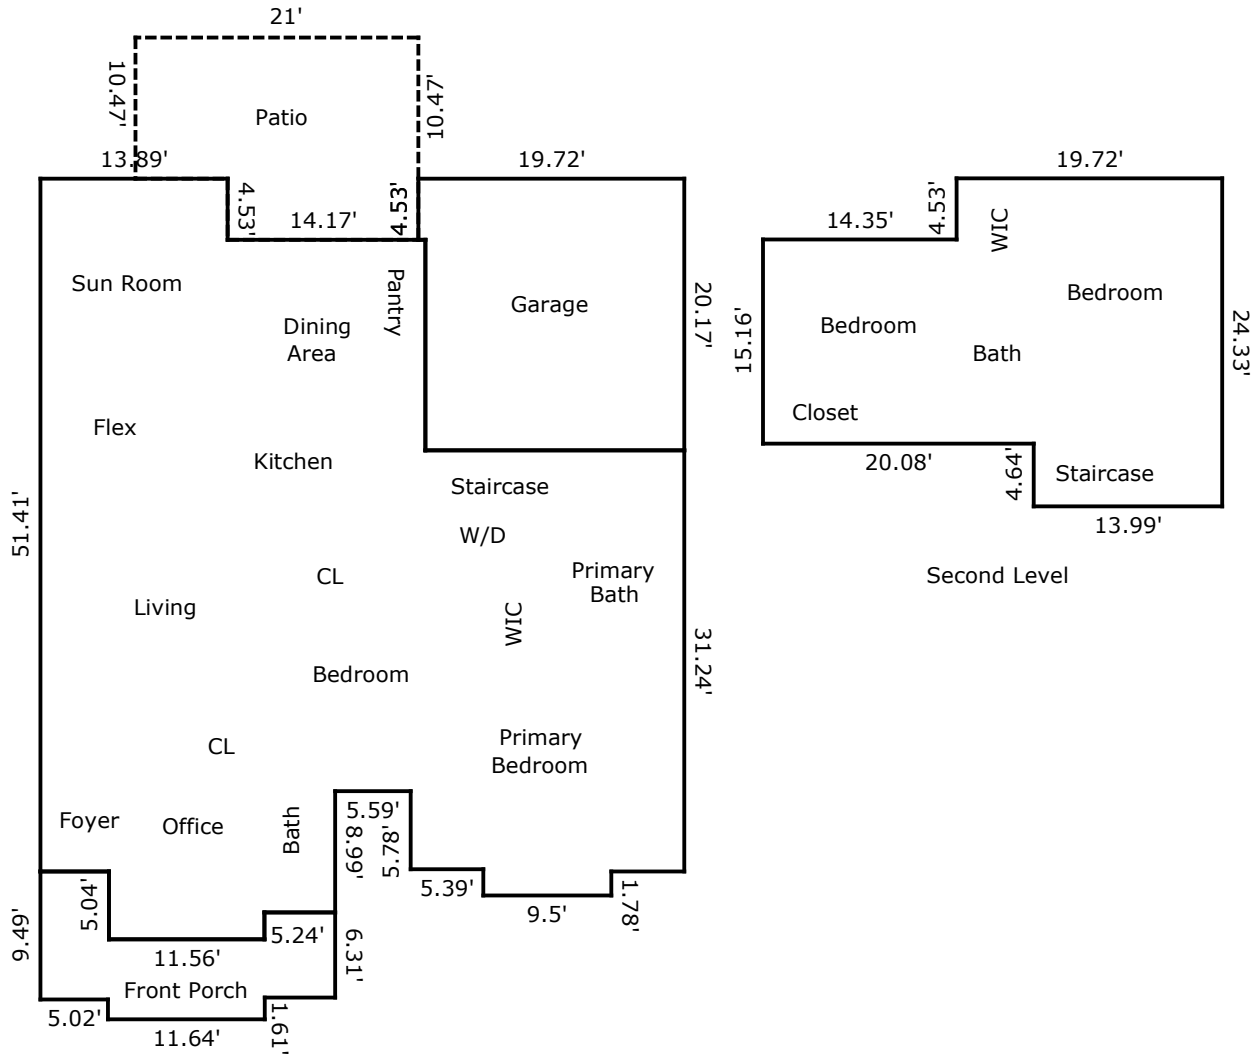 21'
10.47'
10.47'
Patio
13.89'
19.72'
19.72'
4.53'
14.17'
4.53'
14.35'
4.53'
WIC
Sun Room
Pantry
Dining
Area
Garage
20.17'
15.16'
Bedroom
Bedroom
Bath
24.33'
Closet
Flex
Kitchen
20.08'
4.64'
Staircase
13.99'
Staircase
51.41'
W/D
CL
Primary
Bath
Second Level
Living
WIC
31.24'
Bedroom
CL
Primary
Bedroom
Foyer
Office
Bath
5.59'
8.99'
5.78'
5.39'
9.5'
1.78'
9.49'
5.04'
11.56'
5.24'
6.31'
Front Porch
5.02'
11.64'
1.61'